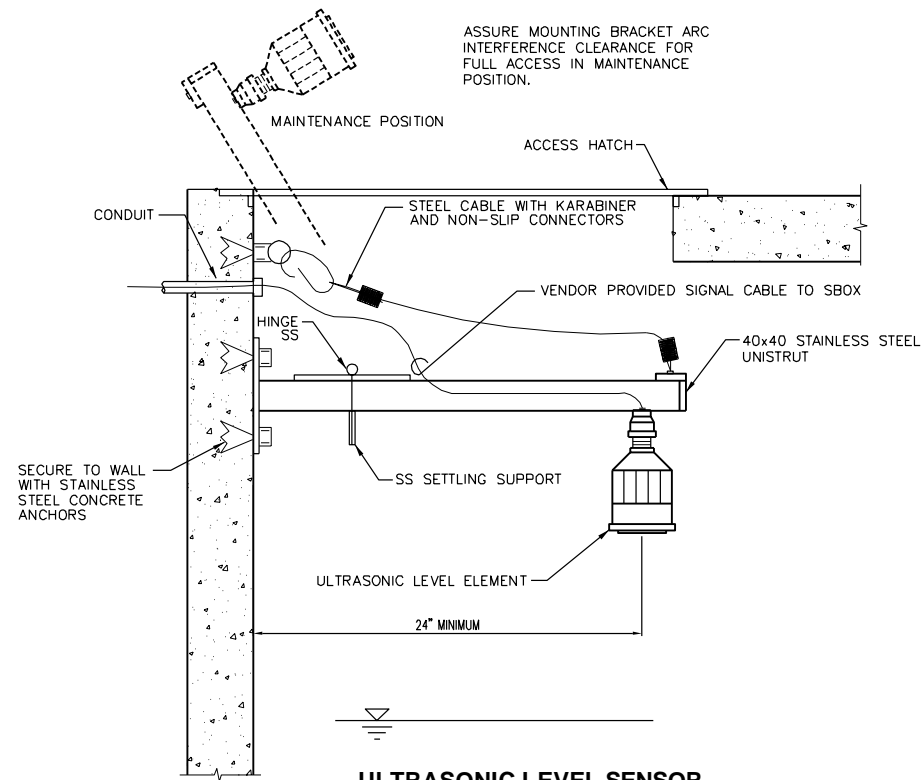 ASSURE MOUNTING BRACKET ARC
INTERFERENCE CLEARANCE FOR
FULL ACCESS IN MAINTENANCE
POSITION.
MAINTENANCE POSITION
ACCESS HATCH
CONDUIT
STEEL CABLE WITH KARABINER
AND NON-SLIP CONNECTORS
VENDOR PROVIDED SIGNAL CABLE TO SBOX
HINGE
SS
40x40 STAINLESS STEEL
UNISTRUT
SECURE TO WALL
WITH STAINLESS
STEEL CONCRETE
ANCHORS
SS SETTLING SUPPORT
ULTRASONIC LEVEL ELEMENT
24" MINIMUM
ULTRASONIC LEVEL SENSOR